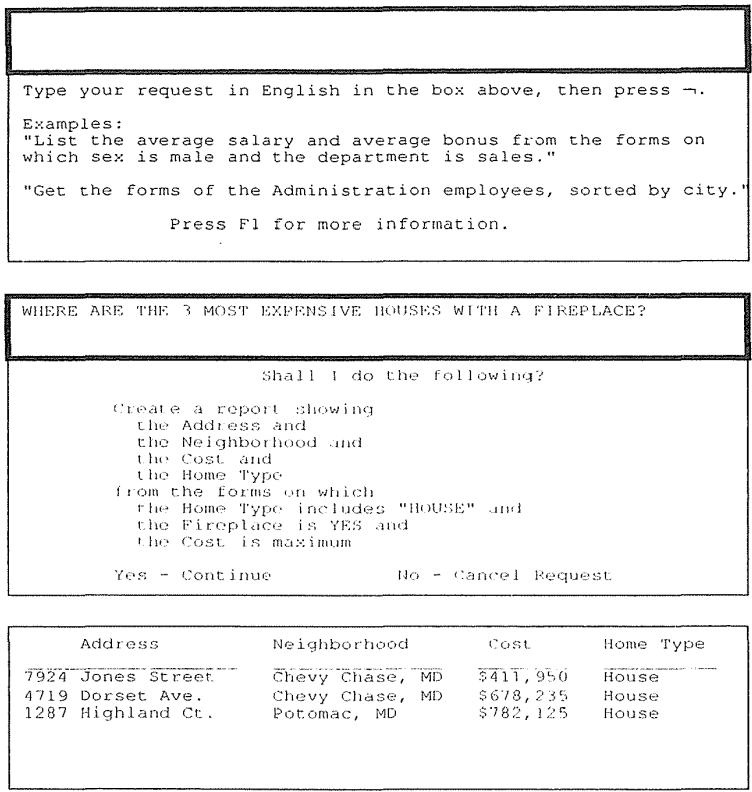 Type your request in English in the box above, then press ¬.
Examples:
"List the average salary and average bonus from the forms on
which sex is male and the department is sales."
"Get the forms of the Administration employees, sorted by city."
Press F1 for more information.
WHERE ARE THE 3 MOST EXPENSIVE HOUSES WITH A FIREPLACE?
Shall I do the following?
Create a report showing
the Address and
the Neighborhood and
the Cost and
the Home Type
from the forms on which
the Home Type includes "HOUSE" and
the Fireplace is YES and
the Cost is maximum
Yes - Continue No - Cancel Request
Address Neighborhood Cost Home Type
7924 Jones Street Chevy Chase, MD $411,950 House
4719 Dorset Ave. Chevy Chase, MD $678,235 House
1287 Highland Ct. Potomac, MD $782,125 House